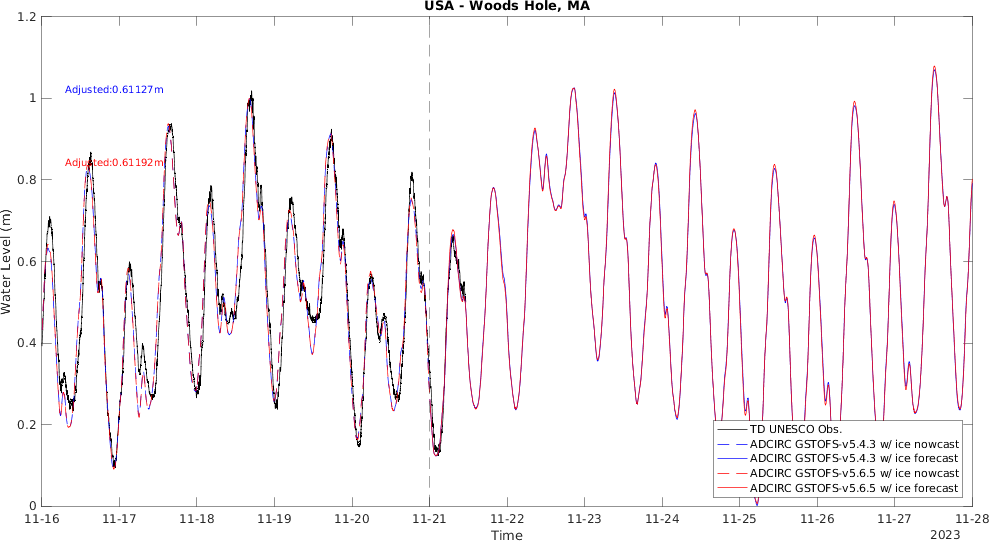 USA - Woods Hole, MA
Water Level (m)
1.2
1
0.8
0.6
0.4
0.2
0
Adjusted:0.61127m
Adjusted:0.61192m
TD UNESCO Obs.
ADCIRC GSTOFS-v5.4.3 w/ ice nowcast
ADCIRC GSTOFS-v5.4.3 w/ ice forecast
ADCIRC GSTOFS-v5.6.5 w/ ice nowcast
ADCIRC GSTOFS-v5.6.5 w/ ice forecast
11-16 11-17 11-18 11-19 11-20 11-21 11-22 11-23 11-24 11-25 11-26 11-27 11-28
Time
2023